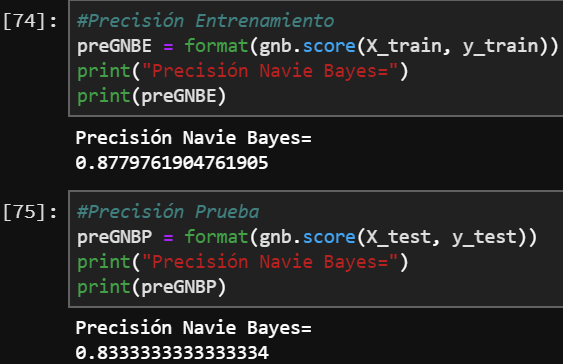 [74]: #Precisión Entrenamiento
preGNBE = format(gnb.score(X_train, y_train))
print("Precisión Navie Bayes=")
print(preGNBE)
Precisión Navie Bayes=
0.8779761904761905
[75]: #Precisión Prueba
preGNBP = format(gnb.score(X_test, y_test))
print("Precisión Navie Bayes=")
print(preGNBP)
Precisión Navie Bayes=
0.8333333333333334